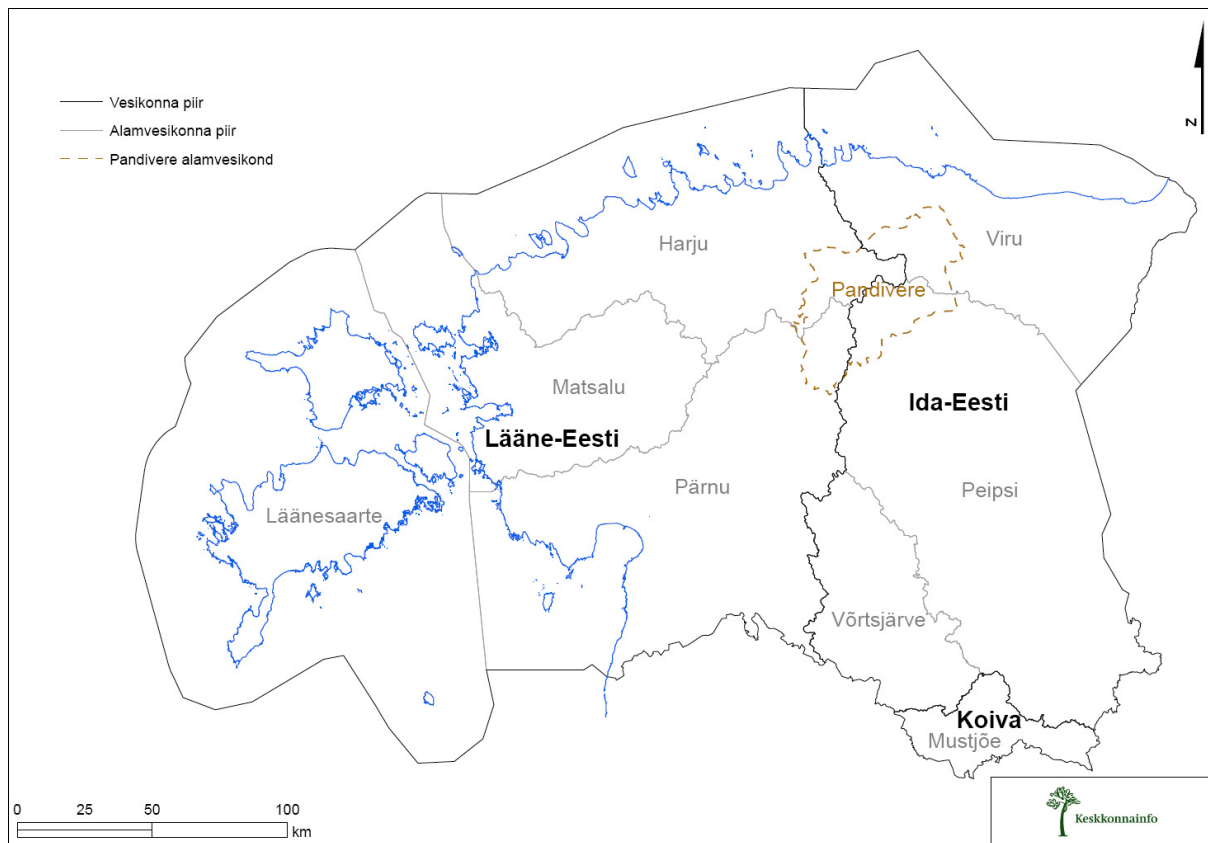 Vesikonna piir
Alamvesikonna piir
Pandivere alamvesikond
N
Harju
Viru
Pandivere
Matsalu
Ida-Eesti
Lääne-Eesti
Pärnu
Peipsi
Läänesaarte
Võrtsjärve
Koiva
Mustjõe
0 25 50 100
km
Keskkonnainfo